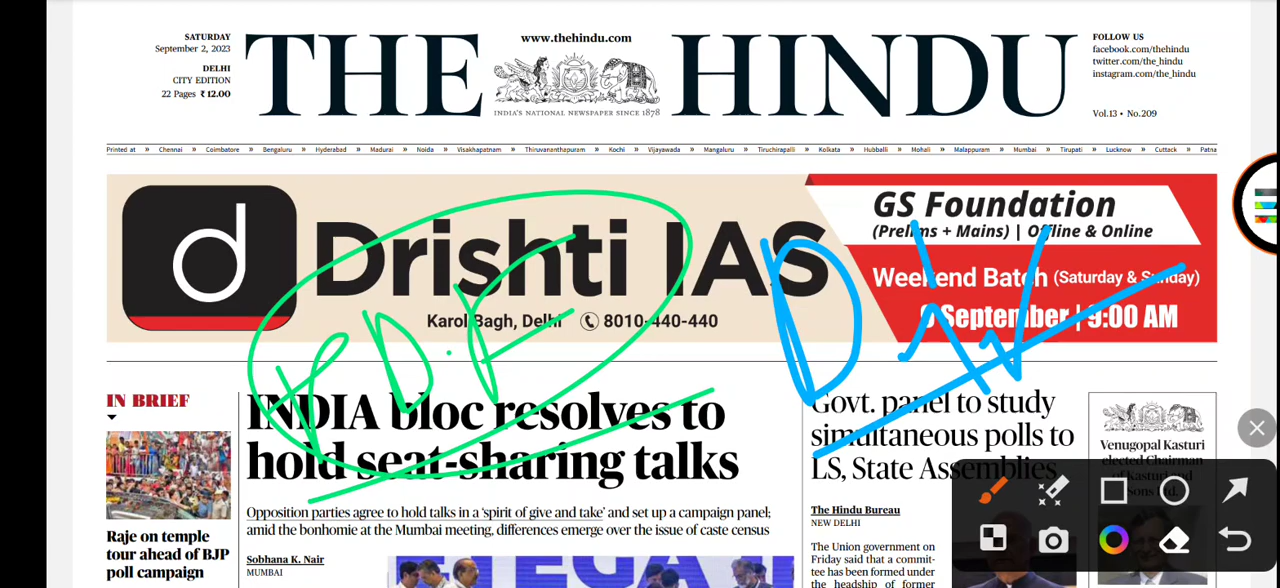 SATURDAY
September 2, 2023
DELHI
CITY EDITION
22 Pages ₹ 12.00
THE HINDU
www.thehindu.com
INDIA'S NATIONAL NEWSPAPER SINCE 1878
FOLLOW US
facebook.com/thehindu
twitter.com/the_hindu
instagram.com/the_hindu
Vol.13 • No.209
Printed at » Chennai » Coimbatore » Bengaluru » Hyderabad » Madurai » Noida » Visakhapatnam » Thiruvananthapuram » Kochi » Vijayawada » Mangaluru » Tiruchirapalli » Kolkata » Hubballi » Mohali » Malappuram » Mumbai » Tirupati » Lucknow » Cuttack » Patna
d
Drishti IAS
Karol Bagh, Delhi 8010-440-440
GS Foundation
(Prelims + Mains) | Offline & Online
Weekend Batch (Saturday & Sunday)
September | 9:00 AM
IN BRIEF
Raje on temple
tour ahead of BJP
poll campaign
INDIA bloc resolves to
hold seat-sharing talks
Opposition parties agree to hold talks in a 'spirit of give and take' and set up a campaign panel;
amid the bonhomie at the Mumbai meeting, differences emerge over the issue of caste census
Sobhana K. Nair
MUMBAI
Govt. panel to study
simultaneous polls to
LS, State Assemblies
The Hindu Bureau
NEW DELHI
The Union government on
Friday said that a commit-
tee has been formed under
the headship of former
Venugopal Kasturi
elected Chairman
of Kasturi and
Sons Ltd.